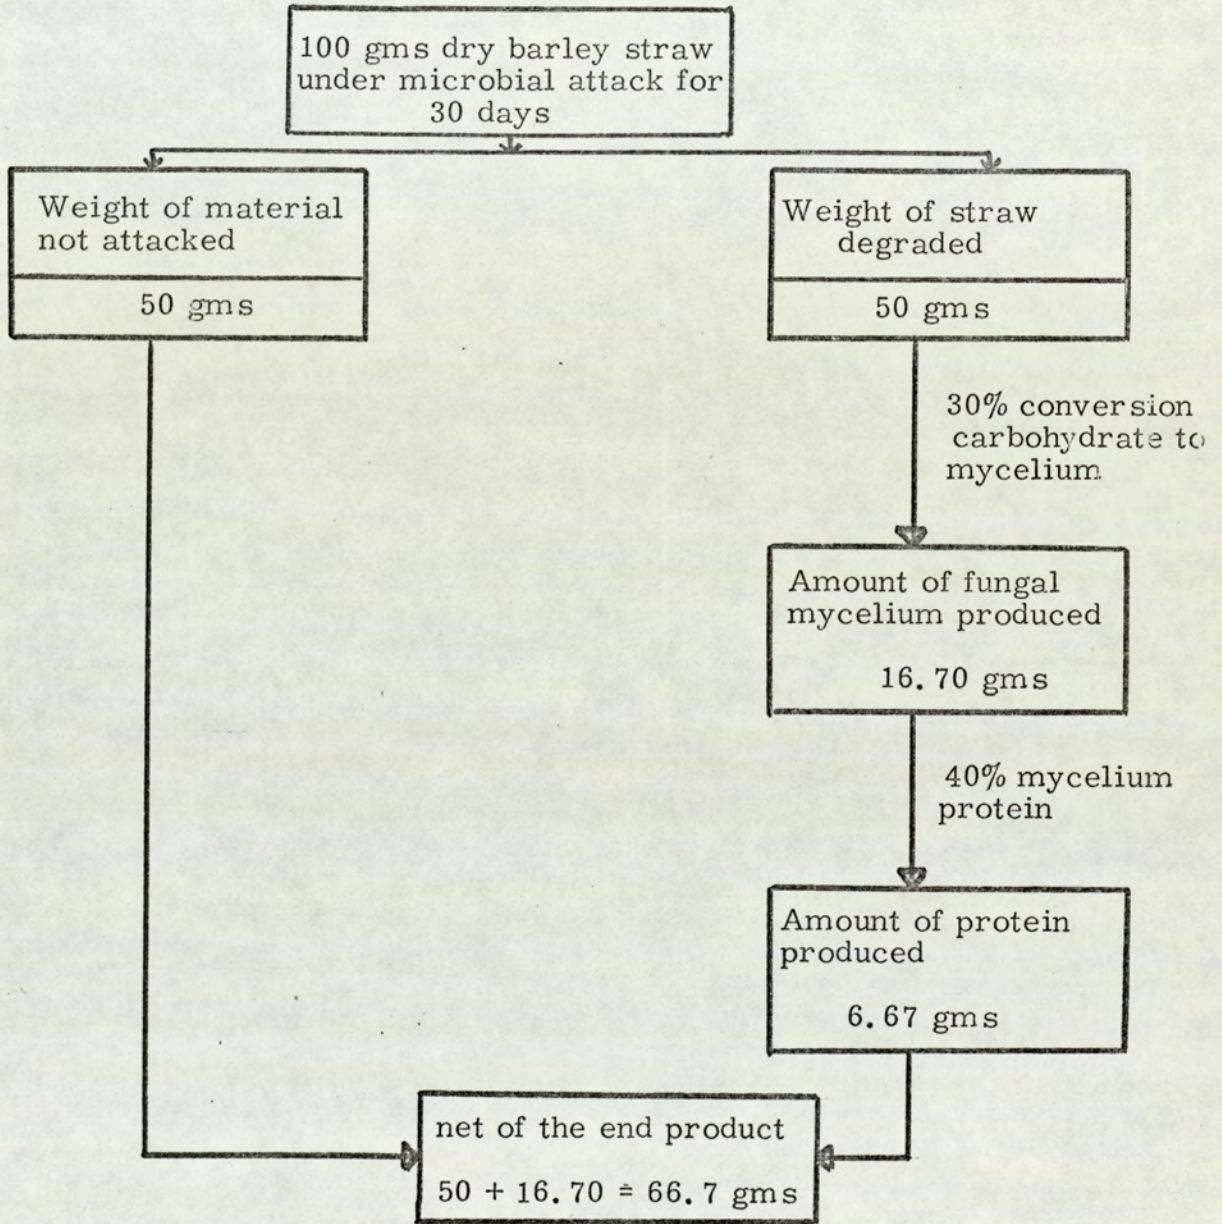 100 gms dry barley straw
under microbial attack for
30 days
Weight of material
not attacked
50 gms
Weight of straw
degraded
50 gms
30% conversion
carbohydrate to
mycelium
Amount of fungal
mycelium produced
16.70 gms
40% mycelium
protein
Amount of protein
produced
6.67 gms
net of the end product
50 + 16.70 ≐ 66.7 gms